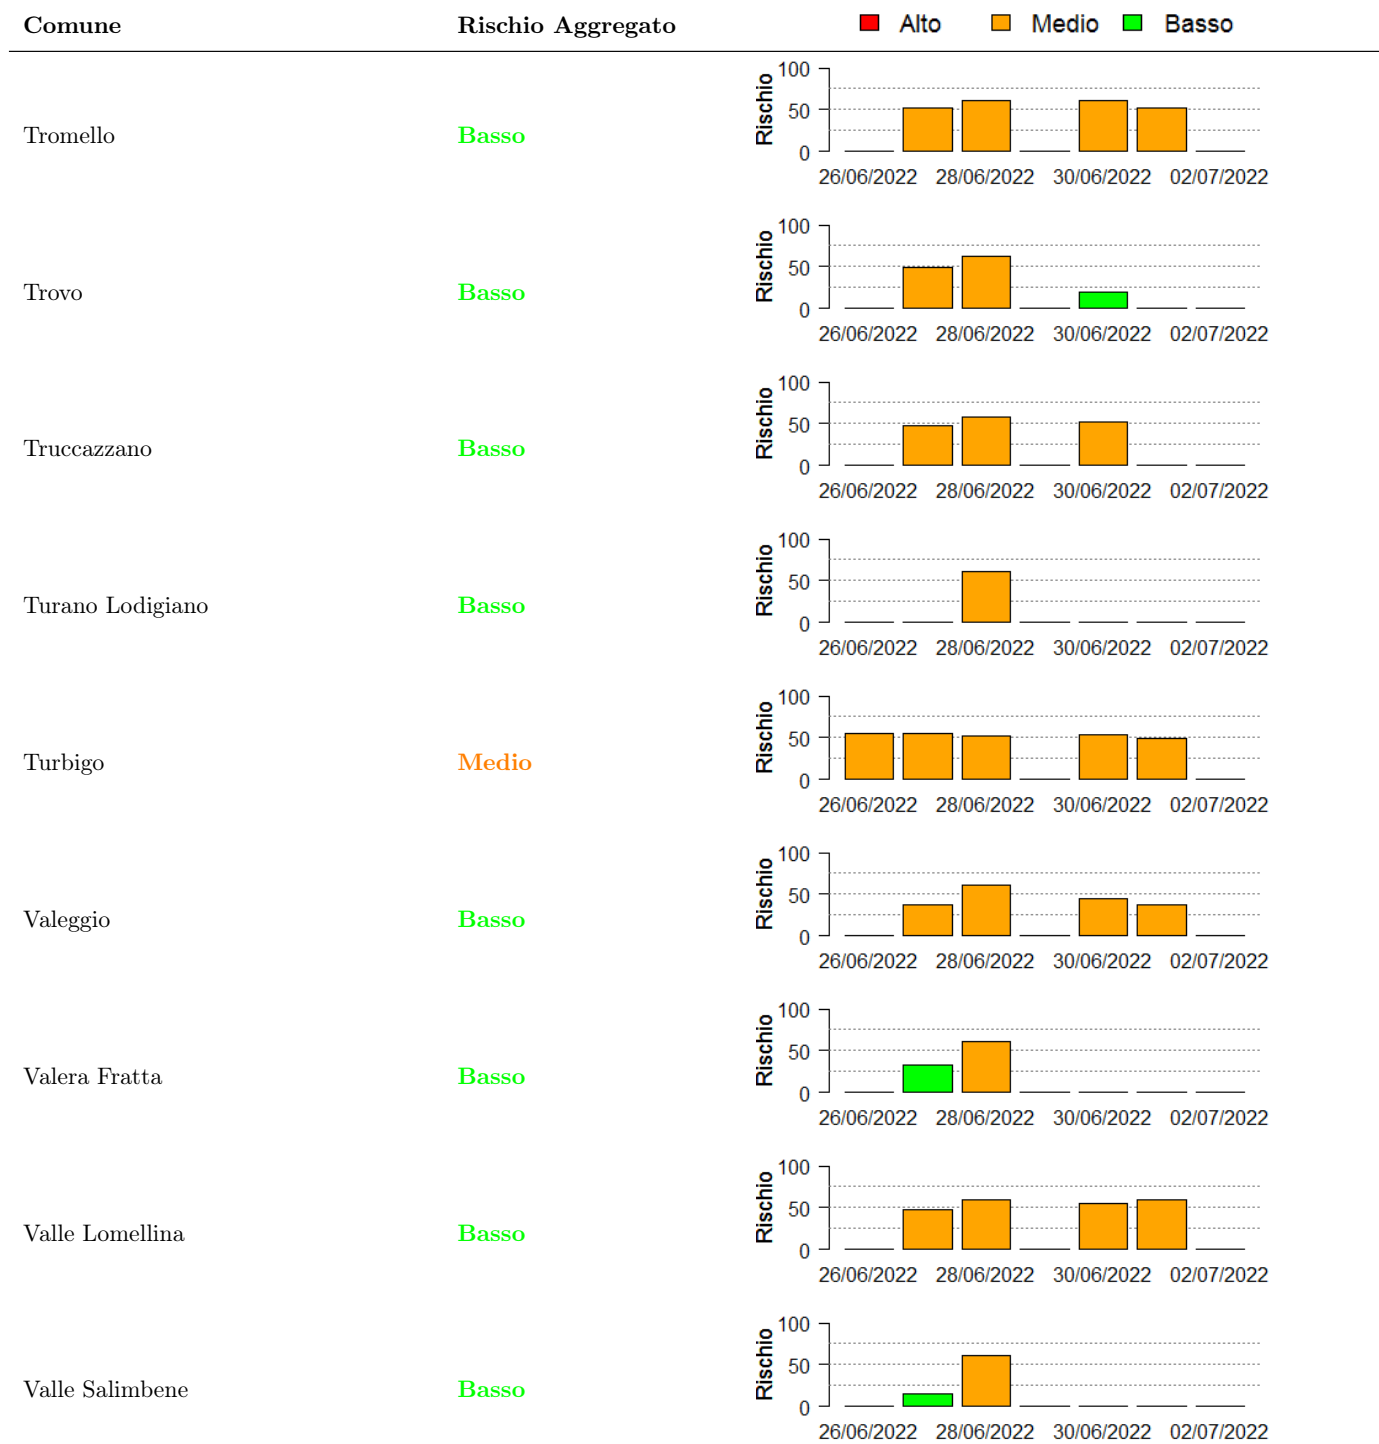 Comune Rischio Aggregato Alto Medio Basso
Tromello Basso
Rischio
100
50
0
26/06/2022 28/06/2022 30/06/2022 02/07/2022
Trovo Basso
Rischio
100
50
0
26/06/2022 28/06/2022 30/06/2022 02/07/2022
Truccazzano Basso
Rischio
100
50
0
26/06/2022 28/06/2022 30/06/2022 02/07/2022
Turano Lodigiano Basso
Rischio
100
50
0
26/06/2022 28/06/2022 30/06/2022 02/07/2022
Turbigo Medio
Rischio
100
50
0
26/06/2022 28/06/2022 30/06/2022 02/07/2022
Valeggio Basso
Rischio
100
50
0
26/06/2022 28/06/2022 30/06/2022 02/07/2022
Valera Fratta Basso
Rischio
100
50
0
26/06/2022 28/06/2022 30/06/2022 02/07/2022
Valle Lomellina Basso
Rischio
100
50
0
26/06/2022 28/06/2022 30/06/2022 02/07/2022
Valle Salimbene Basso
Rischio
100
50
0
26/06/2022 28/06/2022 30/06/2022 02/07/2022